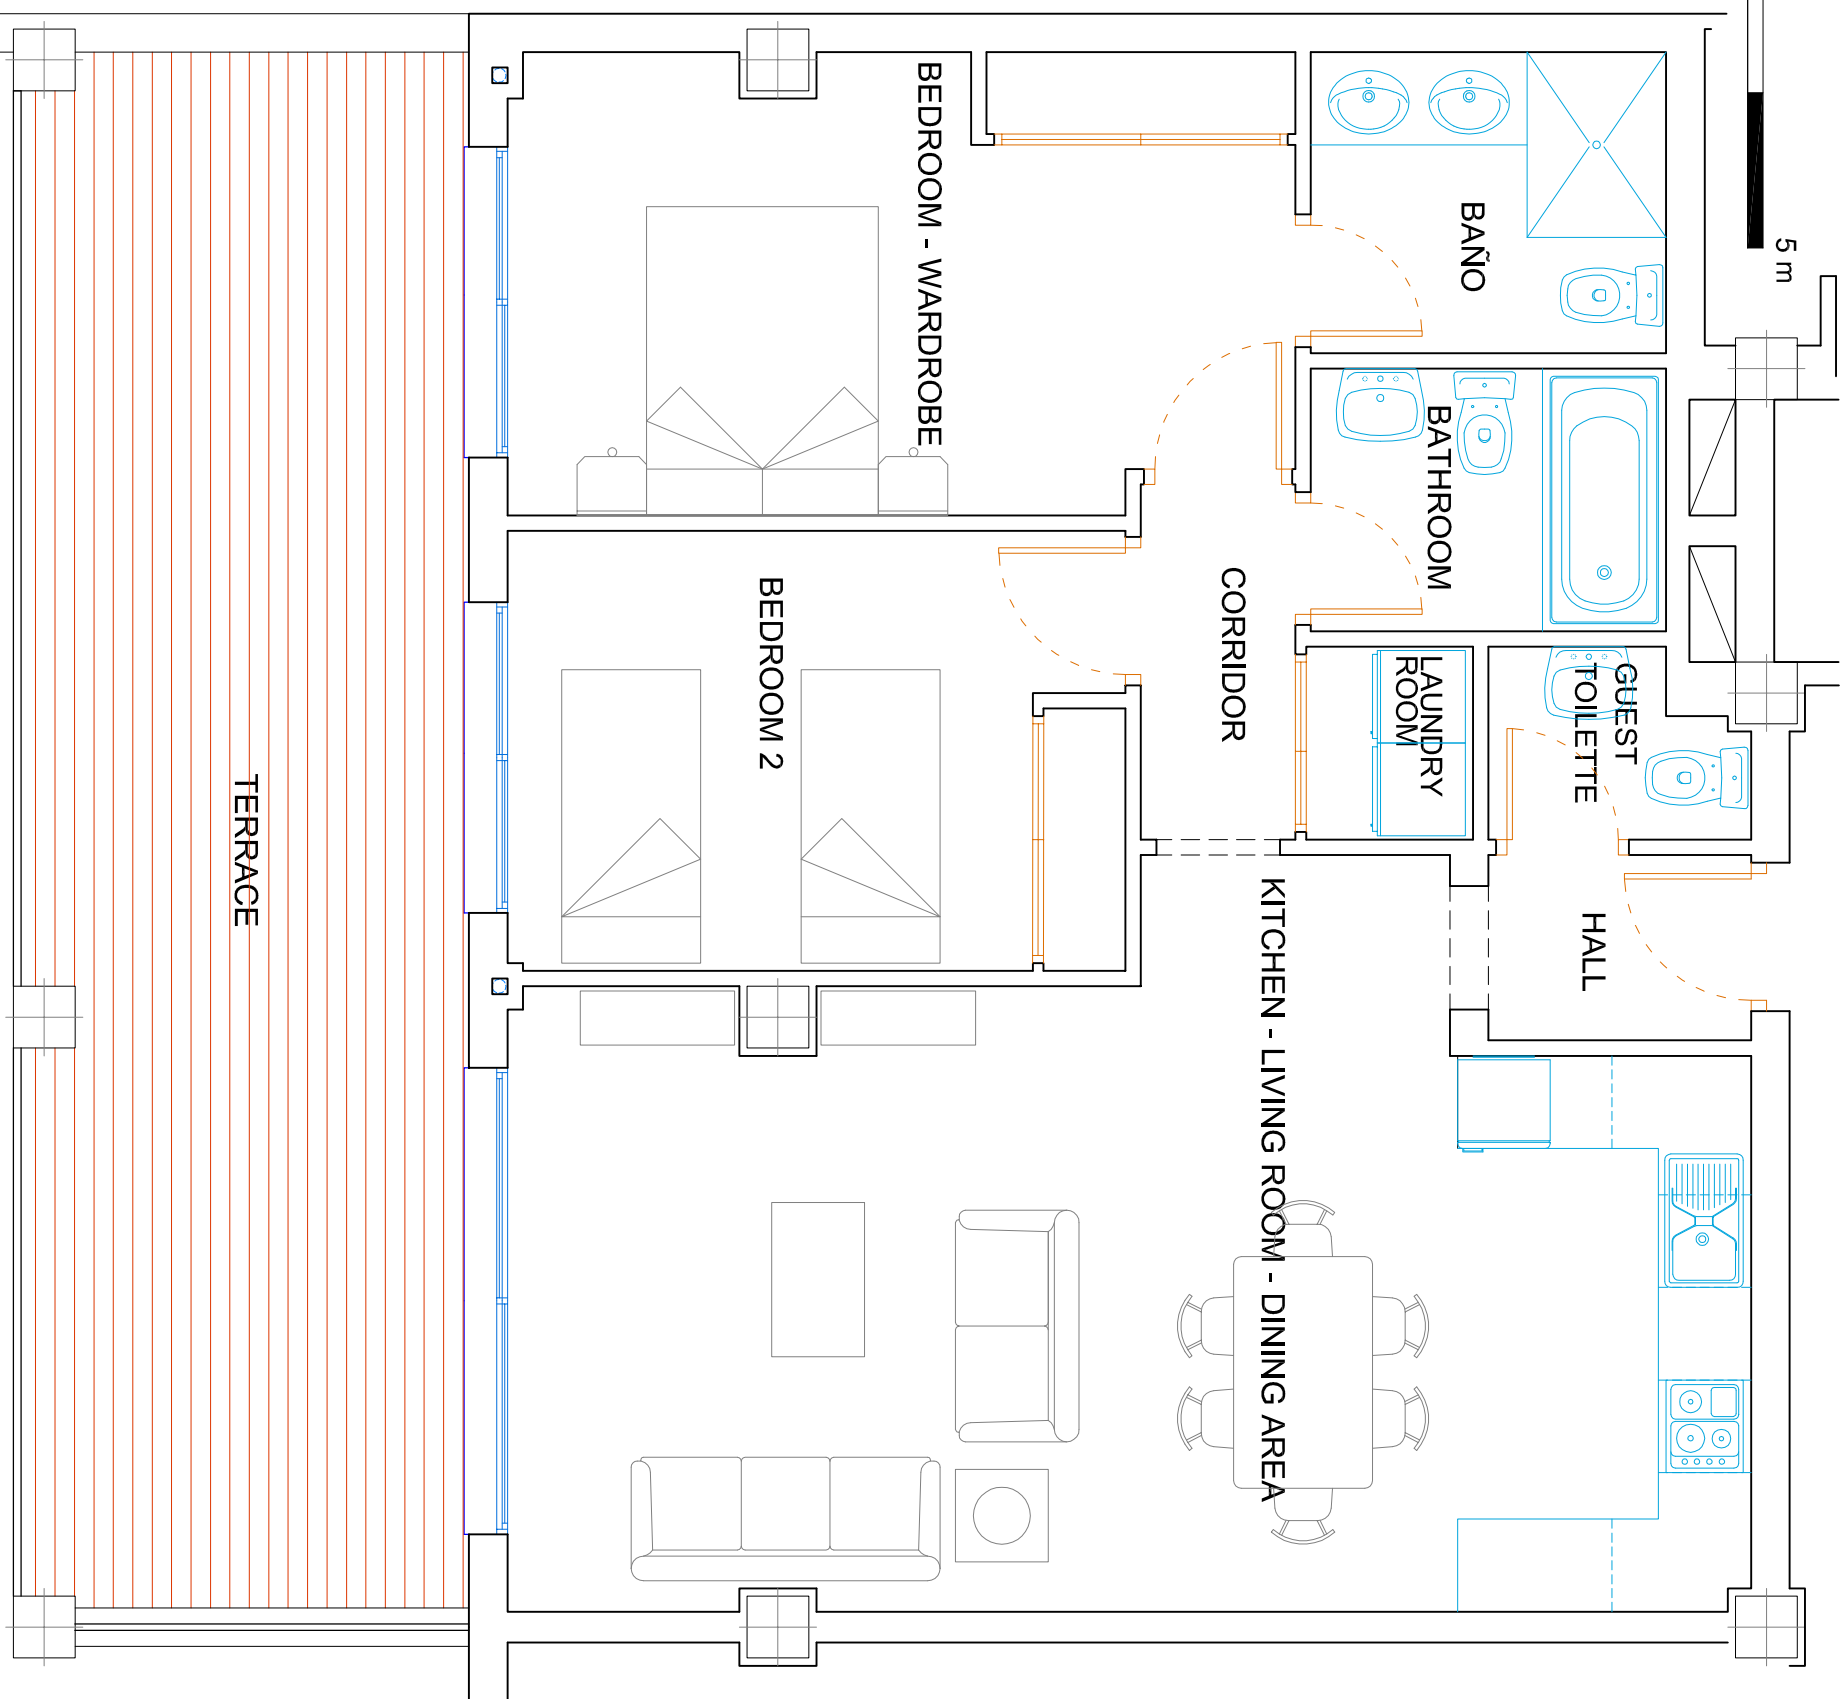 5 m
BAÑO
BEDROOM - WARDROBE
BATHROOM
CORRIDOR
BEDROOM 2
LAUNDRY
ROOM
GUEST
TOILETTE
HALL
TERRACE
KITCHEN - LIVING ROOM - DINING AREA